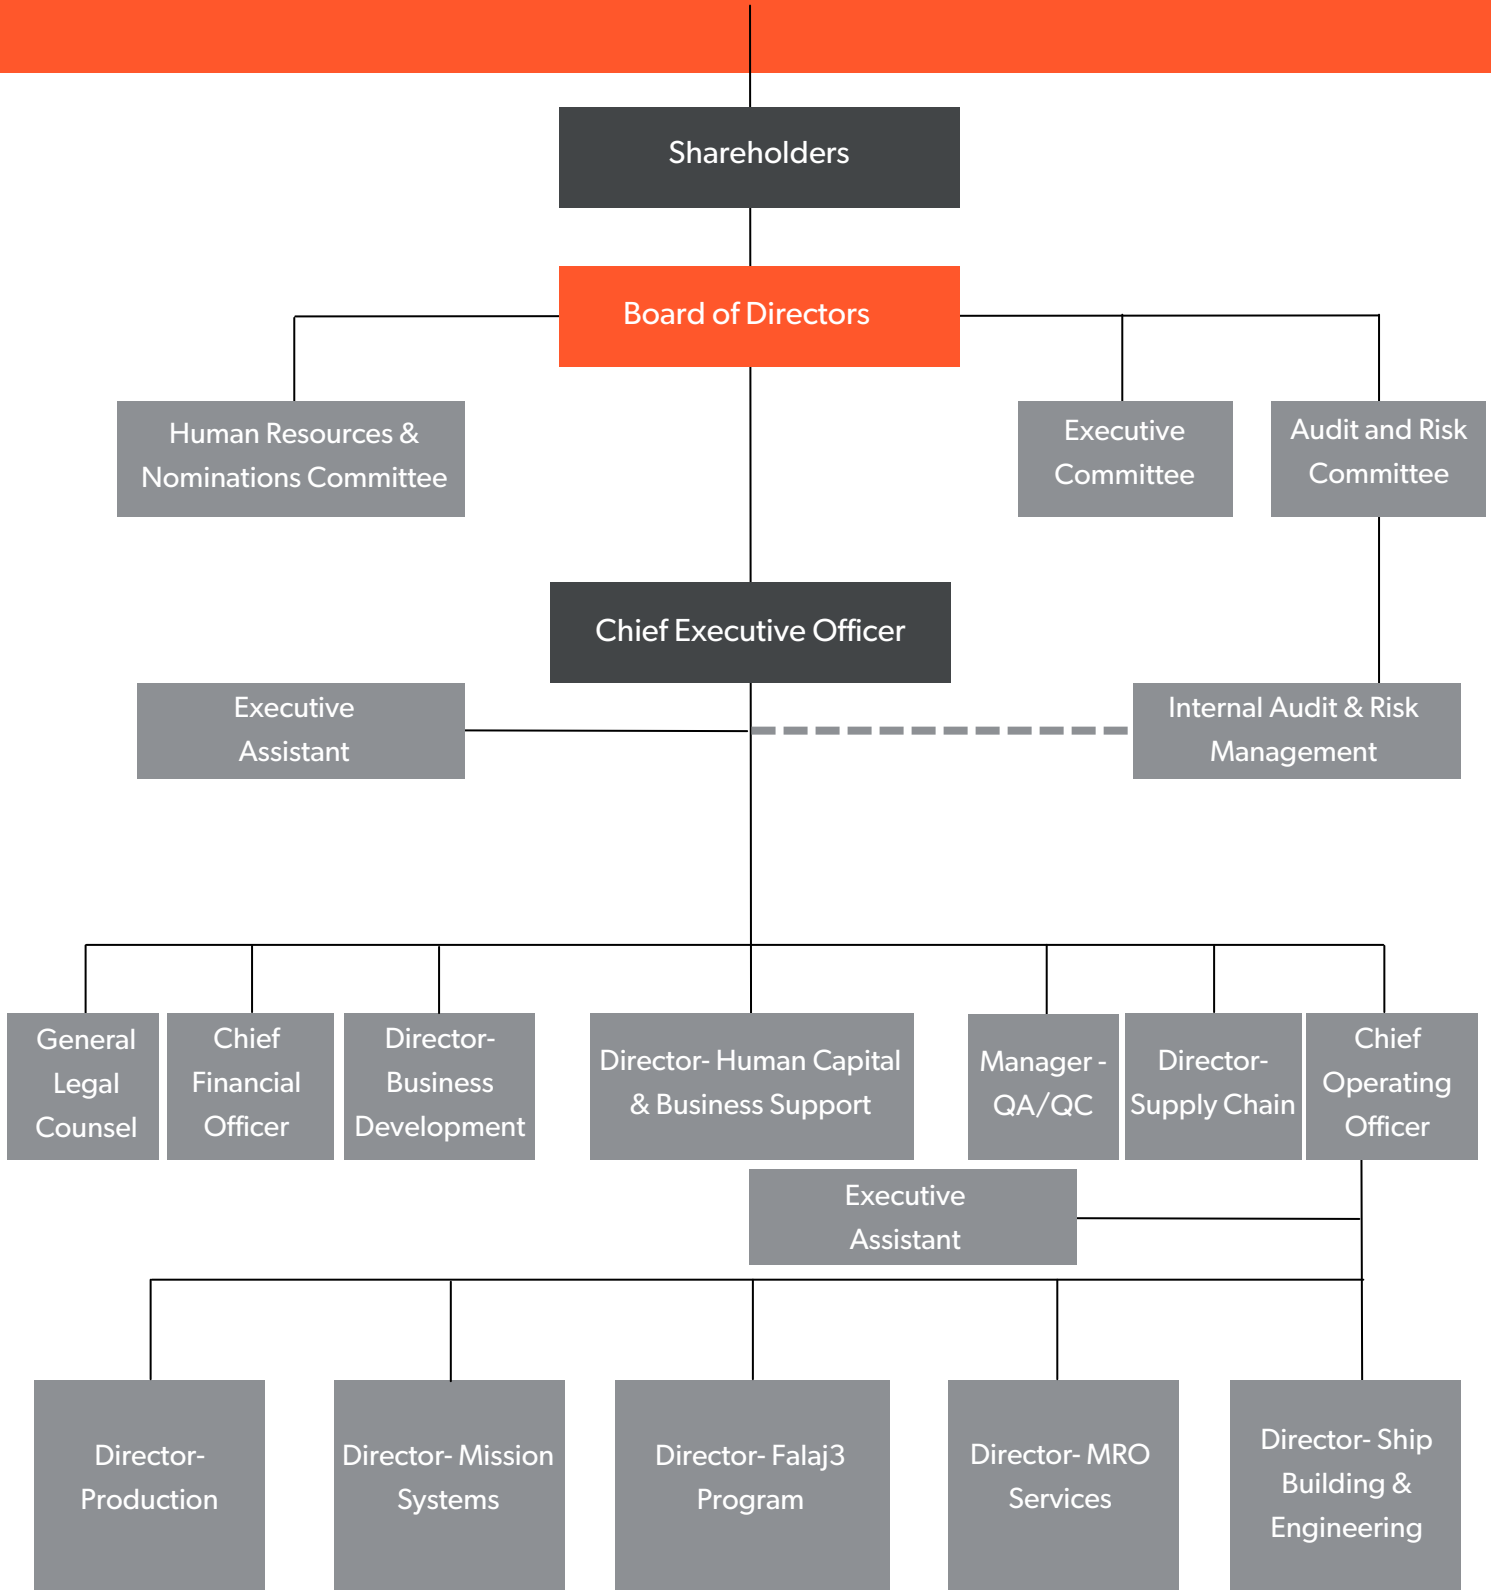 Shareholders
Board of Directors
Human Resources &
Nominations Committee
Executive
Committee
Audit and Risk
Committee
Chief Executive Officer
Executive
Assistant
Internal Audit & Risk
Management
General
Legal
Counsel
Chief
Financial
Officer
Director-
Business
Development
Director- Human Capital
& Business Support
Manager -
QA/QC
Director-
Supply Chain
Chief
Operating
Officer
Executive
Assistant
Director-
Production
Director- Mission
Systems
Director- Falaj3
Program
Director- MRO
Services
Director- Ship
Building &
Engineering